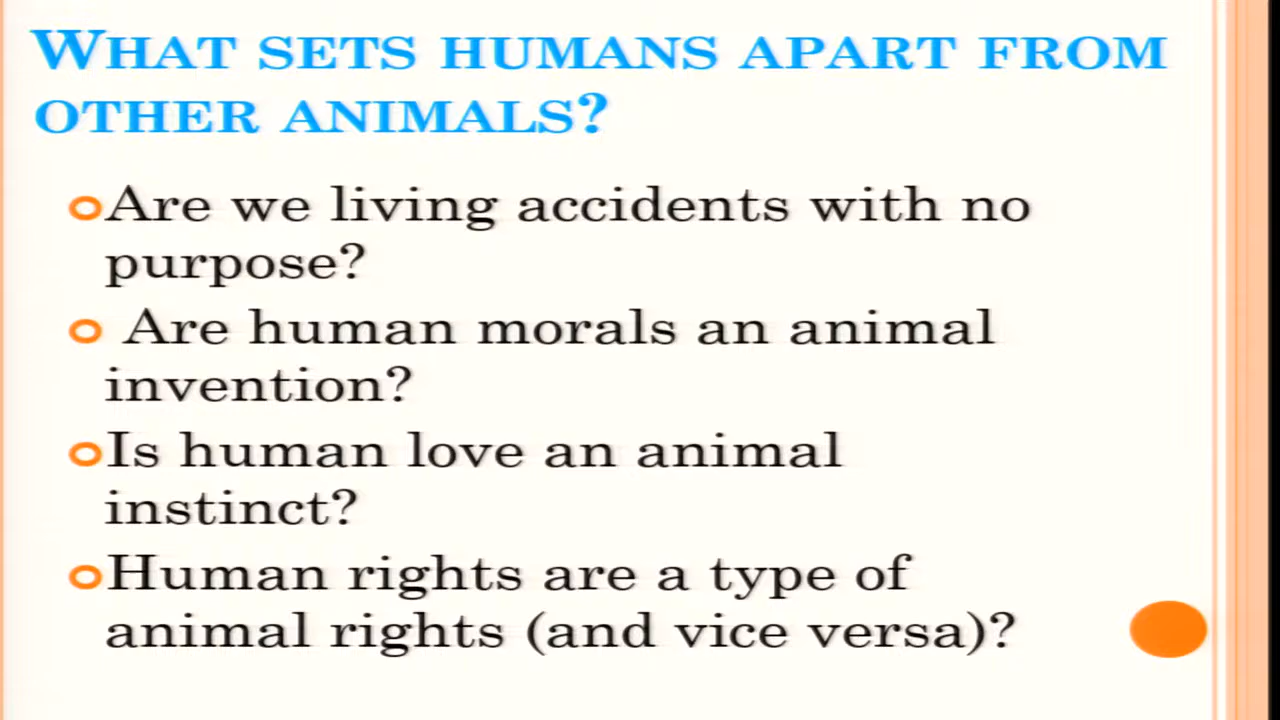 WHAT SETS HUMANS APART FROM
OTHER ANIMALS?
Are we living accidents with no
purpose?
Are human morals an animal
invention?
Is human love an animal
instinct?
Human rights are a type of
animal rights (and vice versa)?